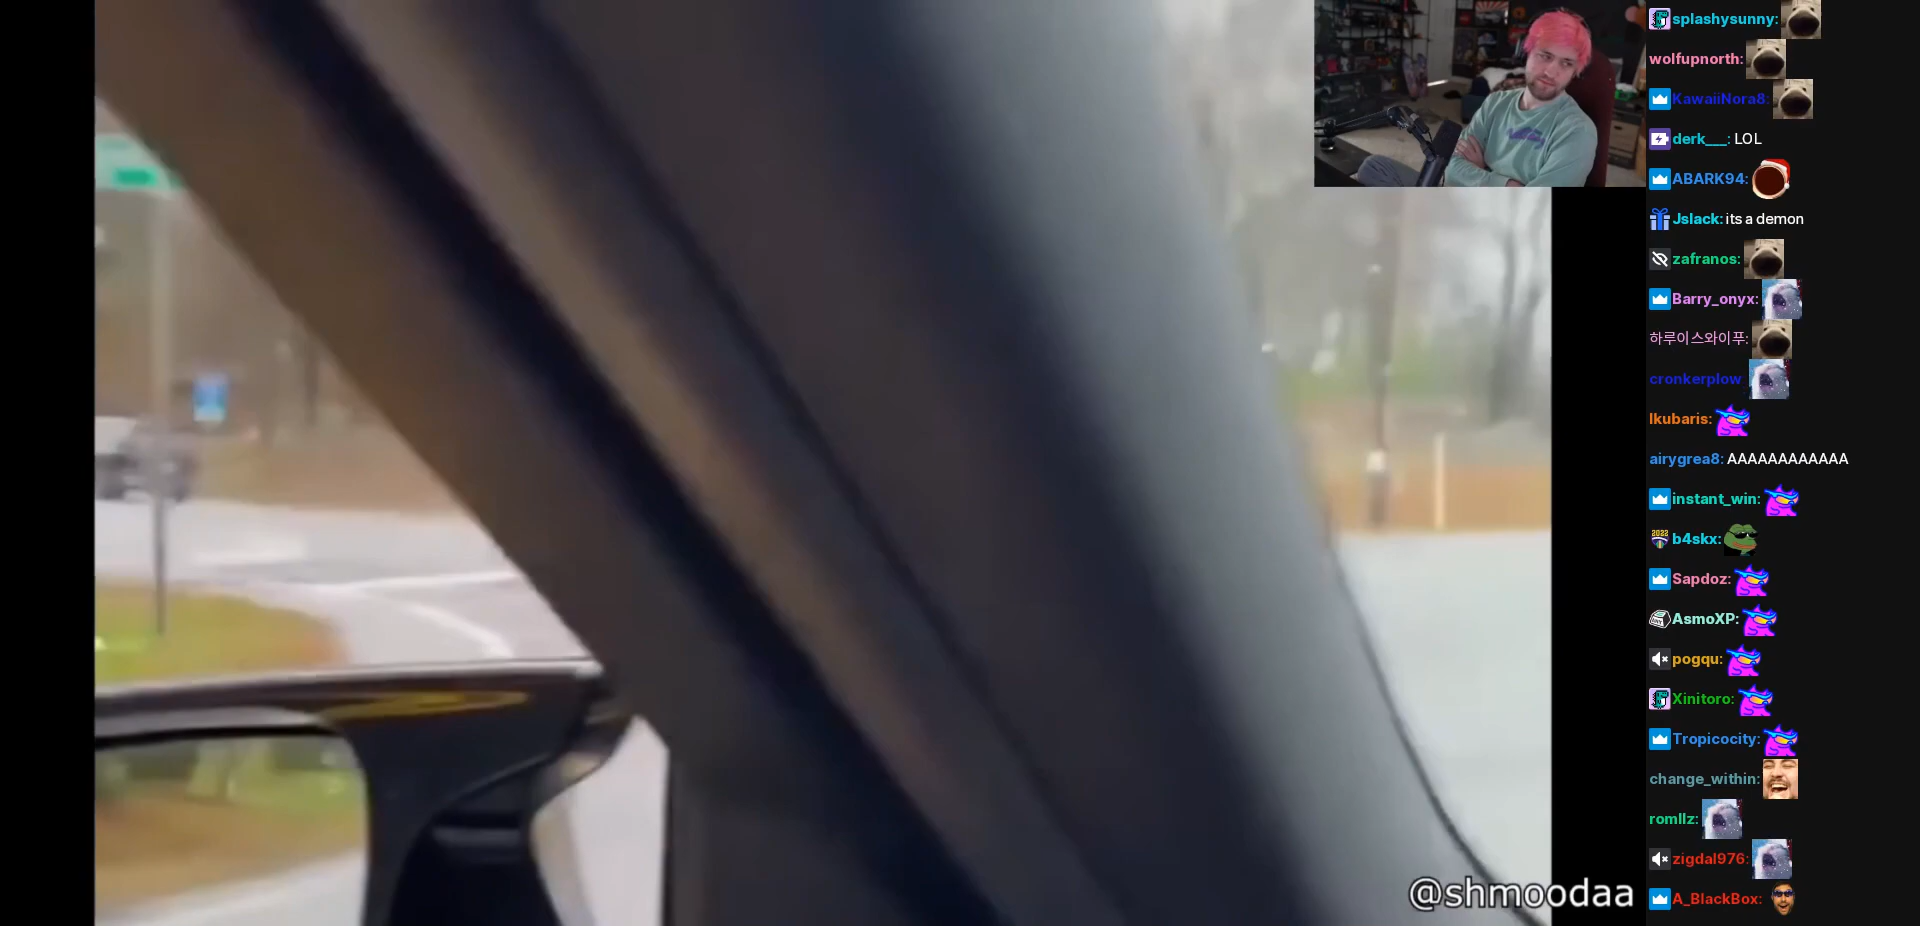 splashysunny:
wolfupnorth:
KawaiiNora8:
derk___: LOL
ABARK94:
Jslack: its a demon
zafranos:
Barry_onyx:
하루이스와이푸:
cronkerplow
Ikubaris:
airygrea8: AAAAAAAAAAAA
instant_win:
b4skx:
Sapdoz:
AsmoXP:
pogqu:
Xinitoro:
Tropicocity:
change_within:
romllz:
zigdal976:
A_BlackBox:
@shmoodaa